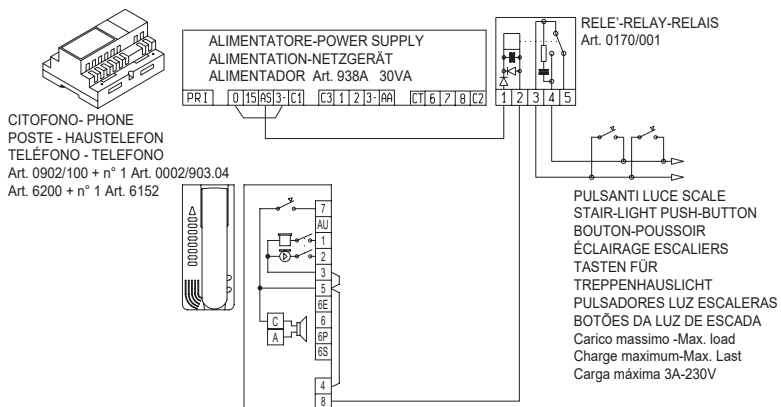 RELE'-RELAY-RELAIS
Art. 0170/001
ALIMENTATORE-POWER SUPPLY
ALIMENTATION-NETZGERÄT
ALIMENTADOR Art. 938A 30VA
PRI 0 15 AS 3- C1 C3 1 2 3- AA CT 6 7 8 C2
1 2 3 4 5
CITOFONO- PHONE
POSTE - HAUSTELEFON
TELÉFONO - TELEFONO
Art. 0902/100 + n° 1 Art. 0002/903.04
Art. 6200 + n° 1 Art. 6152
7
AU
1
2
3
5
6E
C 6
A 6P
6S
4
8
PULSANTI LUCE SCALE
STAIR-LIGHT PUSH-BUTTON
BOUTON-POUSSOIR
ÉCLAIRAGE ESCALIERS
TASTEN FÜR
TREPPENHAUSLICHT
PULSADORES LUZ ESCALERAS
BOTÕES DA LUZ DE ESCADA
Carico massimo -Max. load
Charge maximum-Max. Last
Carga máxima 3A-230V